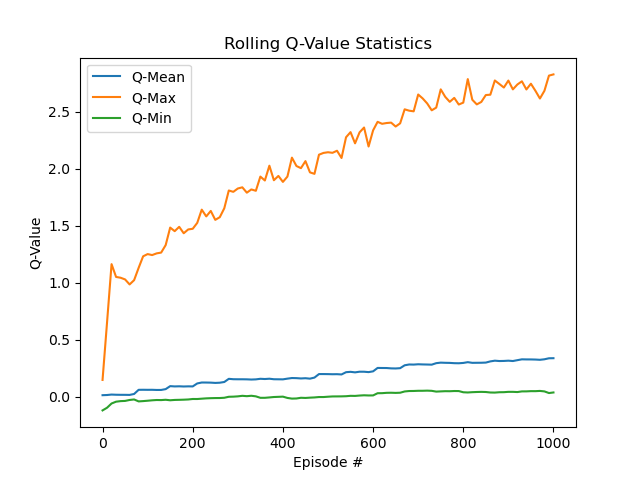 Rolling Q-Value Statistics
Q-Mean
Q-Max
Q-Min
2.5
2.0
1.5
1.0
0.5
0.0
Q-Value
0 200 400 600 800 1000
Episode #